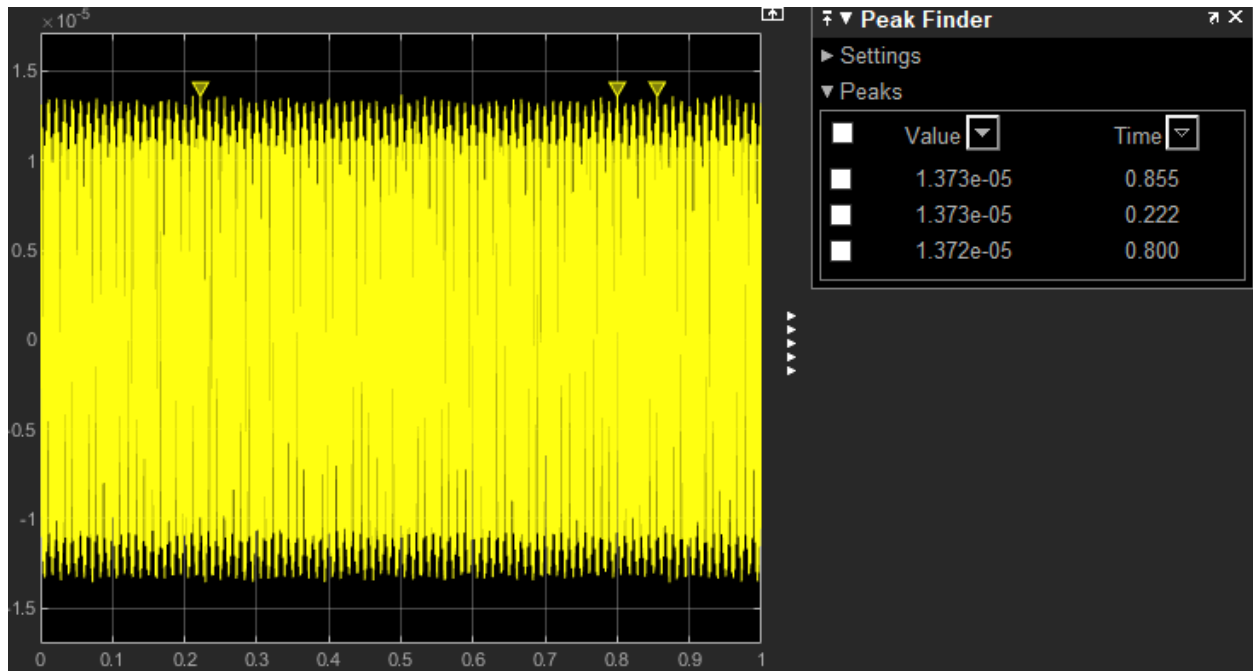 ×10-5
1.5
1
0.5
0
-0.5
-1
-1.5
0 0.1 0.2 0.3 0.4 0.5 0.6 0.7 0.8 0.9 1
Peak Finder
Settings
Peaks
Value Time
1.373e-05 0.855
1.373e-05 0.222
1.372e-05 0.800